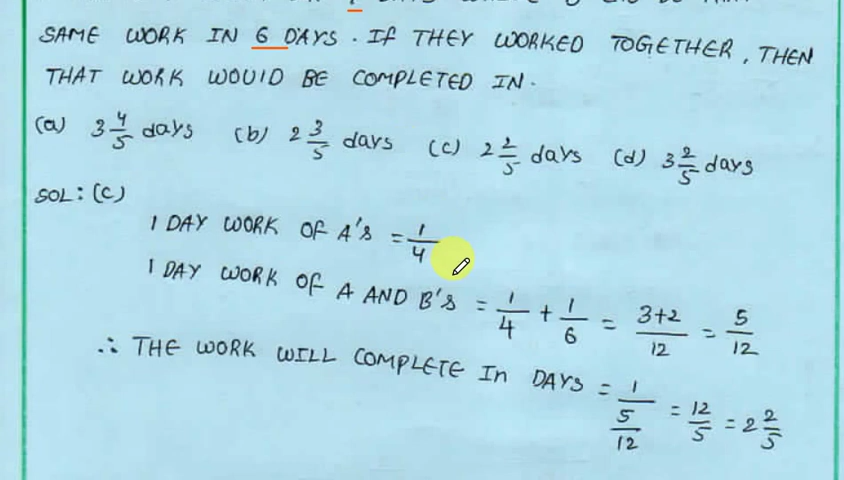 SAME WORK IN 6 DAYS. IF THEY WORKED TOGETHER, THEN
THAT WORK WOULD BE COMPLETED IN.
(a) 3 4/5 days (b) 2 3/5 days (c) 2 2/5 days (d) 3 2/5 days
SOL: (C)
1 DAY WORK OF A'S = 1/4
1 DAY WORK OF A AND B'S = 1/4 + 1/6 = 3+2/12 = 5/12
∴ THE WORK WILL COMPLETE IN DAYS = 1/5/12 = 12/5 = 2 2/5